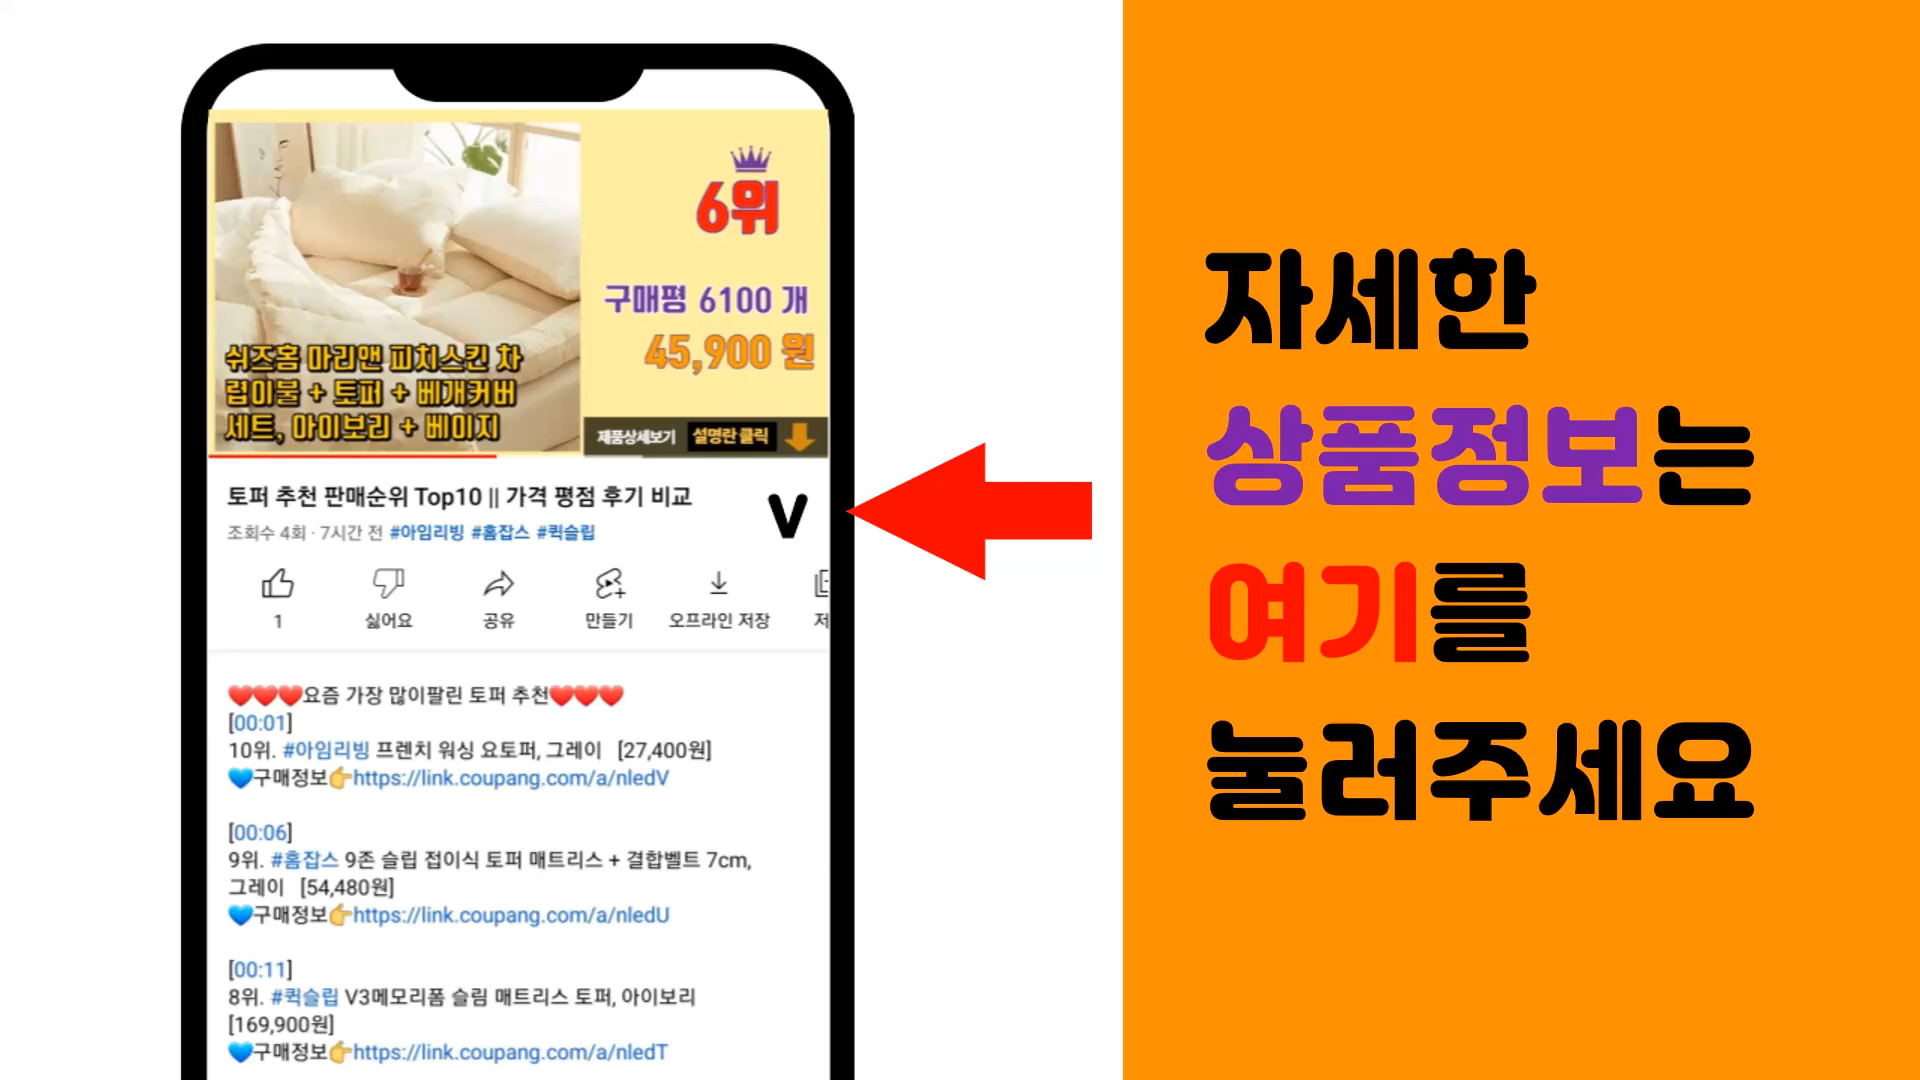 6위
구매평 6100 개
45,900 원
쉬즈홈 마리앤 피치스킨 차
렵이불 + 토퍼 + 베개커버
세트, 아이보리 + 베이지
제품상세보기 설명란 클릭
토퍼 추천 판매순위 Top10 || 가격 평점 후기 비교
V
조회수 4회 · 7시간 전 #아임리빙 #홈잡스 #퀵슬립
1 싫어요 공유 만들기 오프라인 저장 저
❤️❤️❤️요즘 가장 많이팔린 토퍼 추천❤️❤️❤️
[00:01]
10위. #아임리빙 프렌치 워싱 요토퍼, 그레이 [27,400원]
💙구매정보👉https://link.coupang.com/a/nledV
[00:06]
9위. #홈잡스 9존 슬립 접이식 토퍼 매트리스 + 결합벨트 7cm,
그레이 [54,480원]
💙구매정보👉https://link.coupang.com/a/nledU
[00:11]
8위. #퀵슬립 V3메모리폼 슬림 매트리스 토퍼, 아이보리
[169,900원]
💙구매정보👉https://link.coupang.com/a/nledT
자세한
상품정보는
여기를
눌러주세요